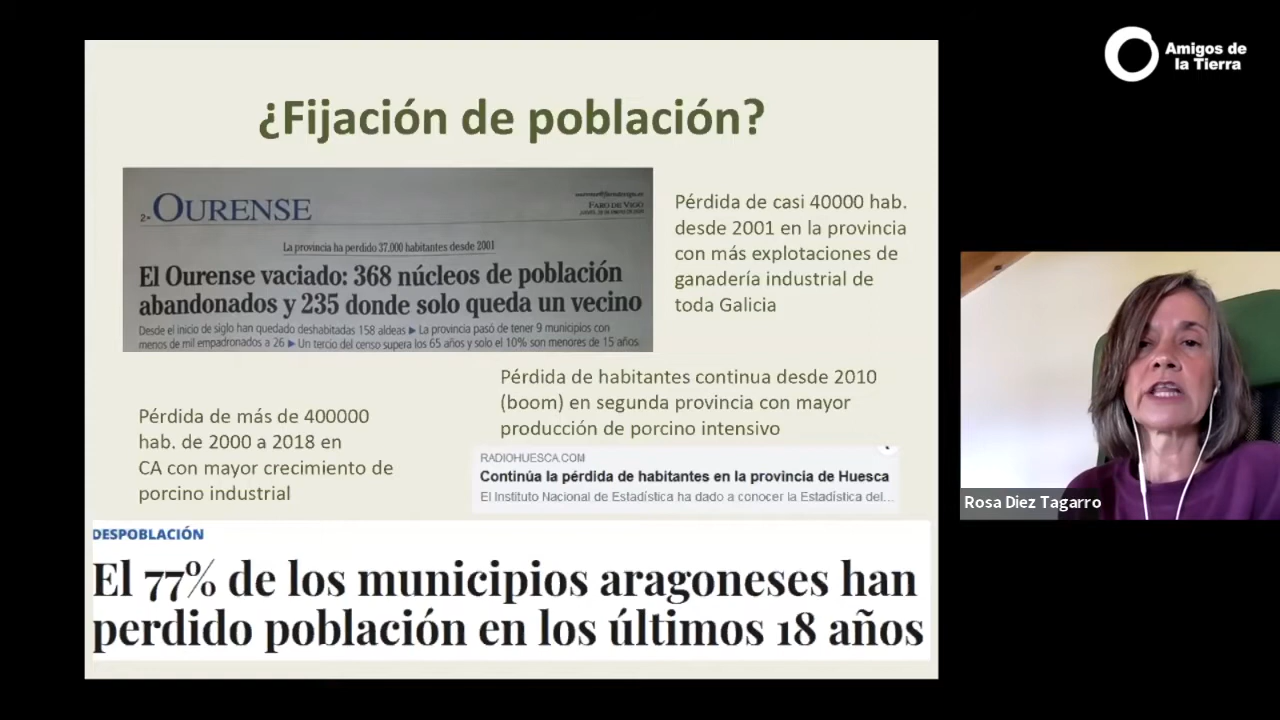 Amigos de
la Tierra
¿Fijación de población?
2 OURENSE
FARO DE VIGO
La provincia ha perdido 37.000 habitantes desde 2001
El Ourense vaciado: 368 núcleos de población
abandonados y 235 donde solo queda un vecino
Desde el inicio de siglo han quedado deshabitadas 158 aldeas ▶ La provincia pasó de tener 9 municipios con
menos de mil empadronados a 26 ▶ Un tercio del censo supera los 65 años y solo el 10% son menores de 15 años
Pérdida de casi 40000 hab.
desde 2001 en la provincia
con más explotaciones de
ganadería industrial de
toda Galicia
Pérdida de habitantes continua desde 2010
(boom) en segunda provincia con mayor
producción de porcino intensivo
Pérdida de más de 400000
hab. de 2000 a 2018 en
CA con mayor crecimiento de
porcino industrial
RADIOHUESCA.COM
Continúa la pérdida de habitantes en la provincia de Huesca
El Instituto Nacional de Estadística ha dado a conocer la Estadística del...
DESPOBLACIÓN
El 77% de los municipios aragoneses han
perdido población en los últimos 18 años
Rosa Diez Tagarro